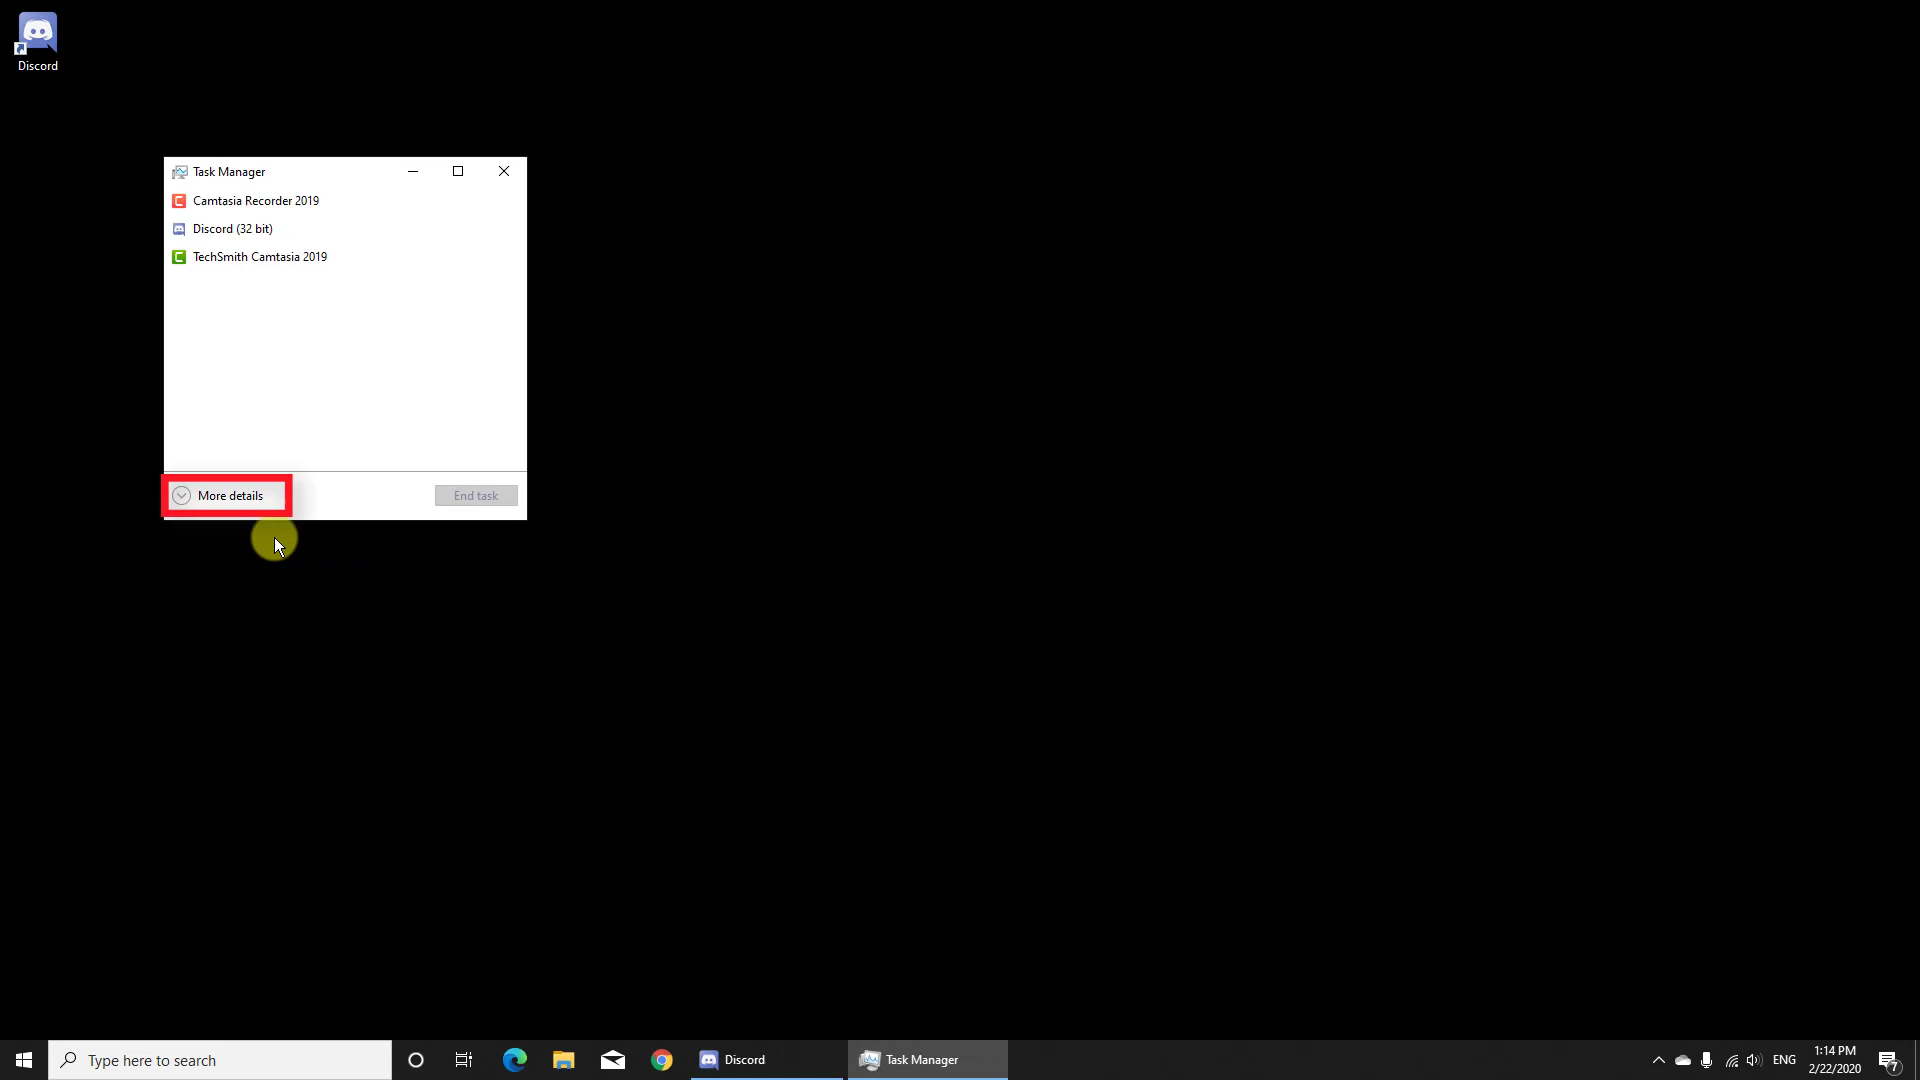 Discord
Task Manager
Camtasia Recorder 2019
Discord (32 bit)
TechSmith Camtasia 2019
More details
End task
Type here to search
Discord
Task Manager
ENG
1:14 PM
2/22/2020
7